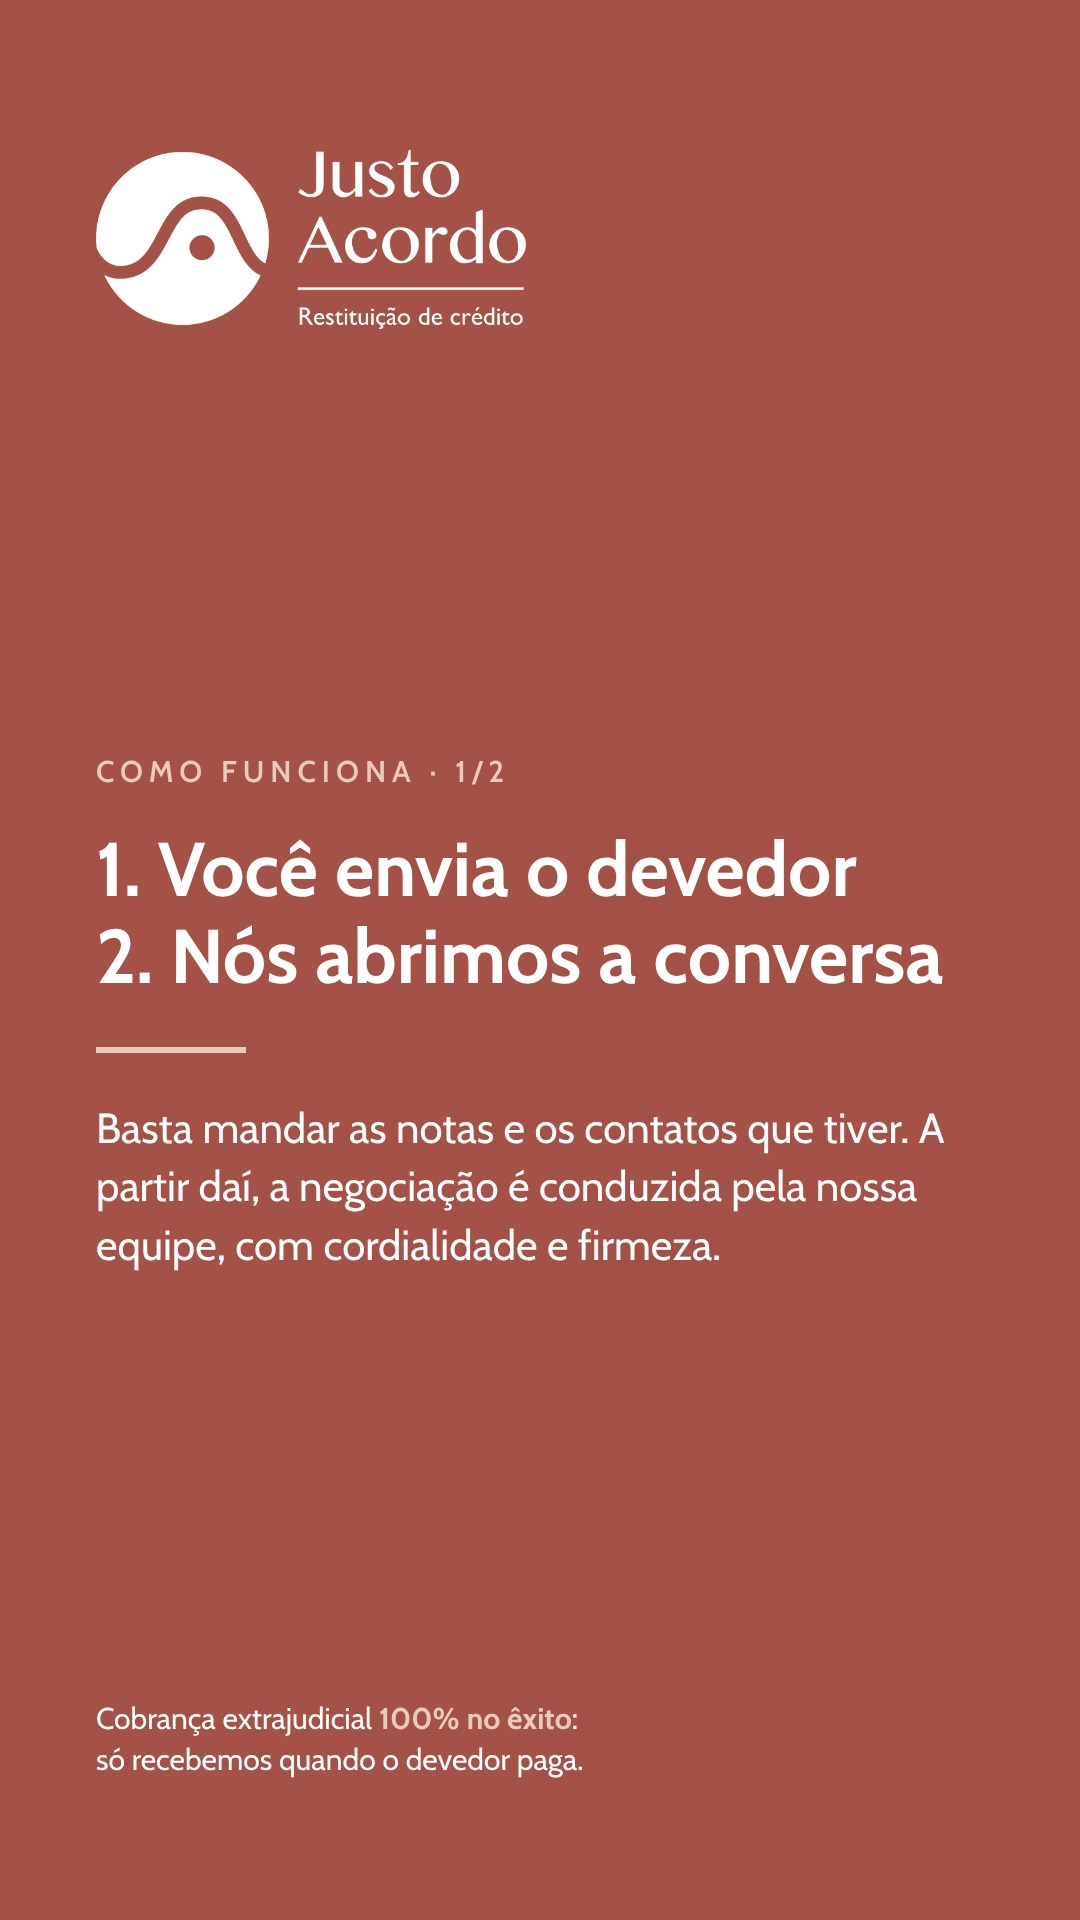 Justo
Acordo
Restituição de crédito
COMO FUNCIONA · 1/2
1. Você envia o devedor
2. Nós abrimos a conversa
Basta mandar as notas e os contatos que tiver. A
partir daí, a negociação é conduzida pela nossa
equipe, com cordialidade e firmeza.
Cobrança extrajudicial 100% no êxito:
só recebemos quando o devedor paga.